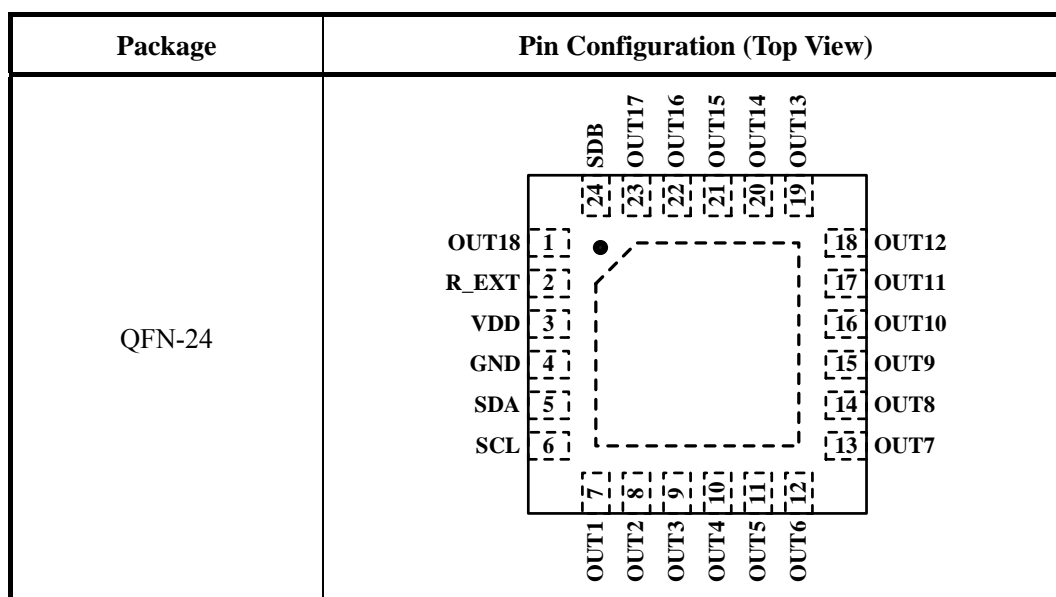 Package
Pin Configuration (Top View)
QFN-24
SDB
OUT17
OUT16
OUT15
OUT14
OUT13
24
23
22
21
20
19
OUT18 1
R_EXT 2
VDD 3
GND 4
SDA 5
SCL 6
18 OUT12
17 OUT11
16 OUT10
15 OUT9
14 OUT8
13 OUT7
7
8
9
10
11
12
OUT1
OUT2
OUT3
OUT4
OUT5
OUT6